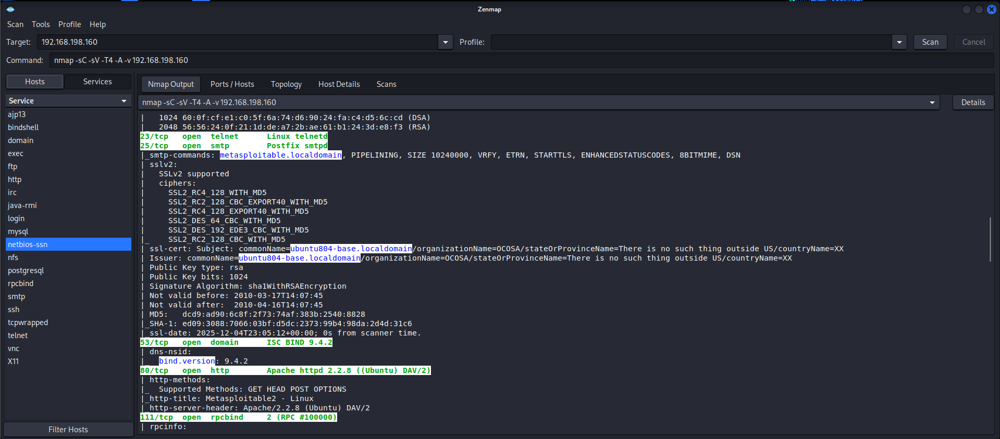 Zenmap
Scan Tools Profile Help
Target: 192.168.198.160 Profile: Scan Cancel
Command: nmap -sC -sV -T4 -A -v 192.168.198.160
Hosts Services
Service
ajp13
bindshell
domain
exec
ftp
http
irc
java-rmi
login
mysql
netbios-ssn
nfs
postgresql
rpcbind
smtp
ssh
tcpwrapped
telnet
vnc
X11
Filter Hosts
Nmap Output Ports / Hosts Topology Host Details Scans
nmap -sC -sV -T4 -A -v 192.168.198.160 Details
|   1024 60:0f:cf:e1:c0:5f:6a:74:d6:90:24:fa:c4:d5:6c:cd (DSA)
|_  2048 56:56:24:0f:21:1d:de:a7:2b:ae:61:b1:24:3d:e8:f3 (RSA)
23/tcp   open  telnet      Linux telnetd
25/tcp   open  smtp        Postfix smtpd
|_smtp-commands: metasploitable.localdomain, PIPELINING, SIZE 10240000, VRFY, ETRN, STARTTLS, ENHANCEDSTATUSCODES, 8BITMIME, DSN
| sslv2:
|   SSLv2 supported
|   ciphers:
|     SSL2_RC4_128_WITH_MD5
|     SSL2_RC2_128_CBC_EXPORT40_WITH_MD5
|     SSL2_RC4_128_EXPORT40_WITH_MD5
|     SSL2_DES_64_CBC_WITH_MD5
|     SSL2_DES_192_EDE3_CBC_WITH_MD5
|_    SSL2_RC2_128_CBC_WITH_MD5
| ssl-cert: Subject: commonName=ubuntu804-base.localdomain/organizationName=OCOSA/stateOrProvinceName=There is no such thing outside US/countryName=XX
| Issuer: commonName=ubuntu804-base.localdomain/organizationName=OCOSA/stateOrProvinceName=There is no such thing outside US/countryName=XX
| Public Key type: rsa
| Public Key bits: 1024
| Signature Algorithm: sha1WithRSAEncryption
| Not valid before: 2010-03-17T14:07:45
| Not valid after:  2010-04-16T14:07:45
| MD5:   dcd9:ad90:6c8f:2f73:74af:383b:2540:8828
|_SHA-1: ed09:3088:7066:03bf:d5dc:2373:99b4:98da:2d4d:31c6
|_ssl-date: 2025-12-04T23:05:12+00:00; 0s from scanner time.
53/tcp   open  domain      ISC BIND 9.4.2
| dns-nsid:
|_  bind.version: 9.4.2
80/tcp   open  http        Apache httpd 2.2.8 ((Ubuntu) DAV/2)
| http-methods:
|_  Supported Methods: GET HEAD POST OPTIONS
|_http-title: Metasploitable2 - Linux
|_http-server-header: Apache/2.2.8 (Ubuntu) DAV/2
111/tcp  open  rpcbind     2 (RPC #100000)
| rpcinfo: